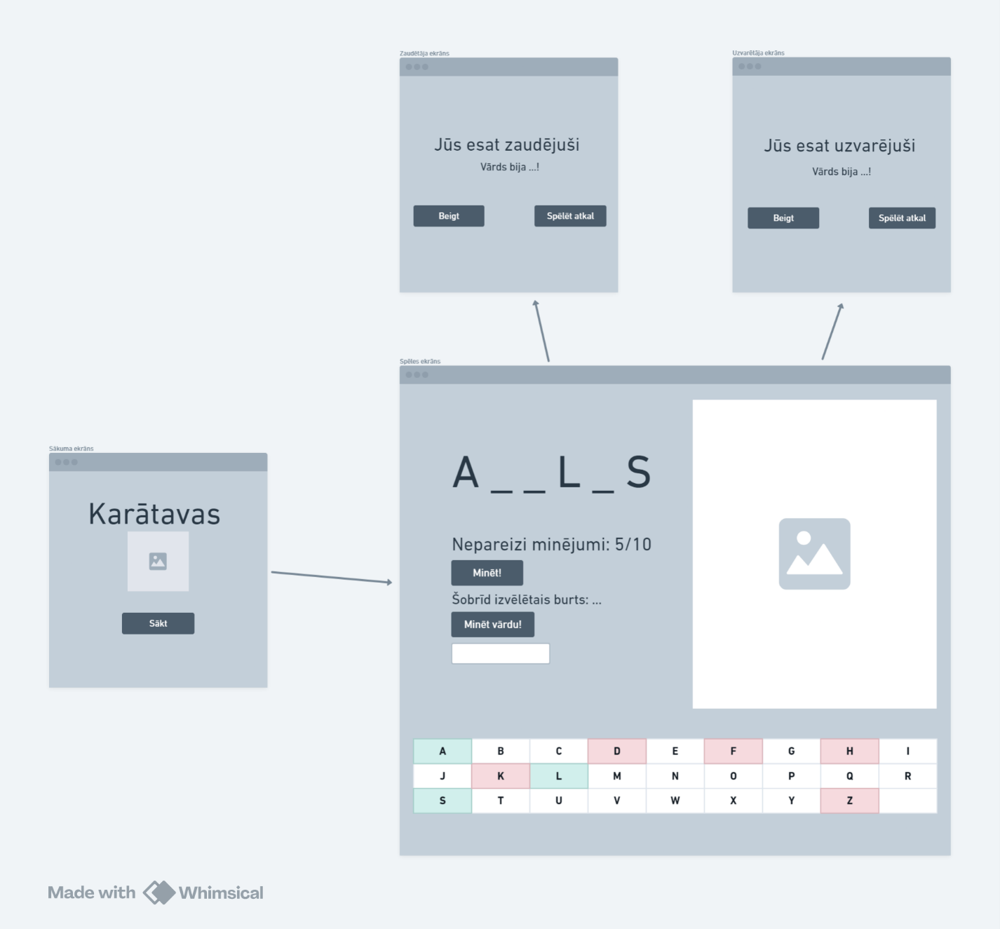 Zaudētāja ekrāns
Jūs esat zaudējuši
Vārds bija ...!
Beigt
Spēlēt atkal
Uzvarētāja ekrāns
Jūs esat uzvarējuši
Vārds bija ...!
Beigt
Spēlēt atkal
Sākuma ekrāns
Karātavas
Sākt
Spēles ekrāns
A _ _ L _ S
Nepareizi minējumi: 5/10
Minēt!
Šobrīd izvēlētais burts: ...
Minēt vārdu!
A B C D E F G H I
J K L M N O P Q R
S T U V W X Y Z
Made with Whimsical